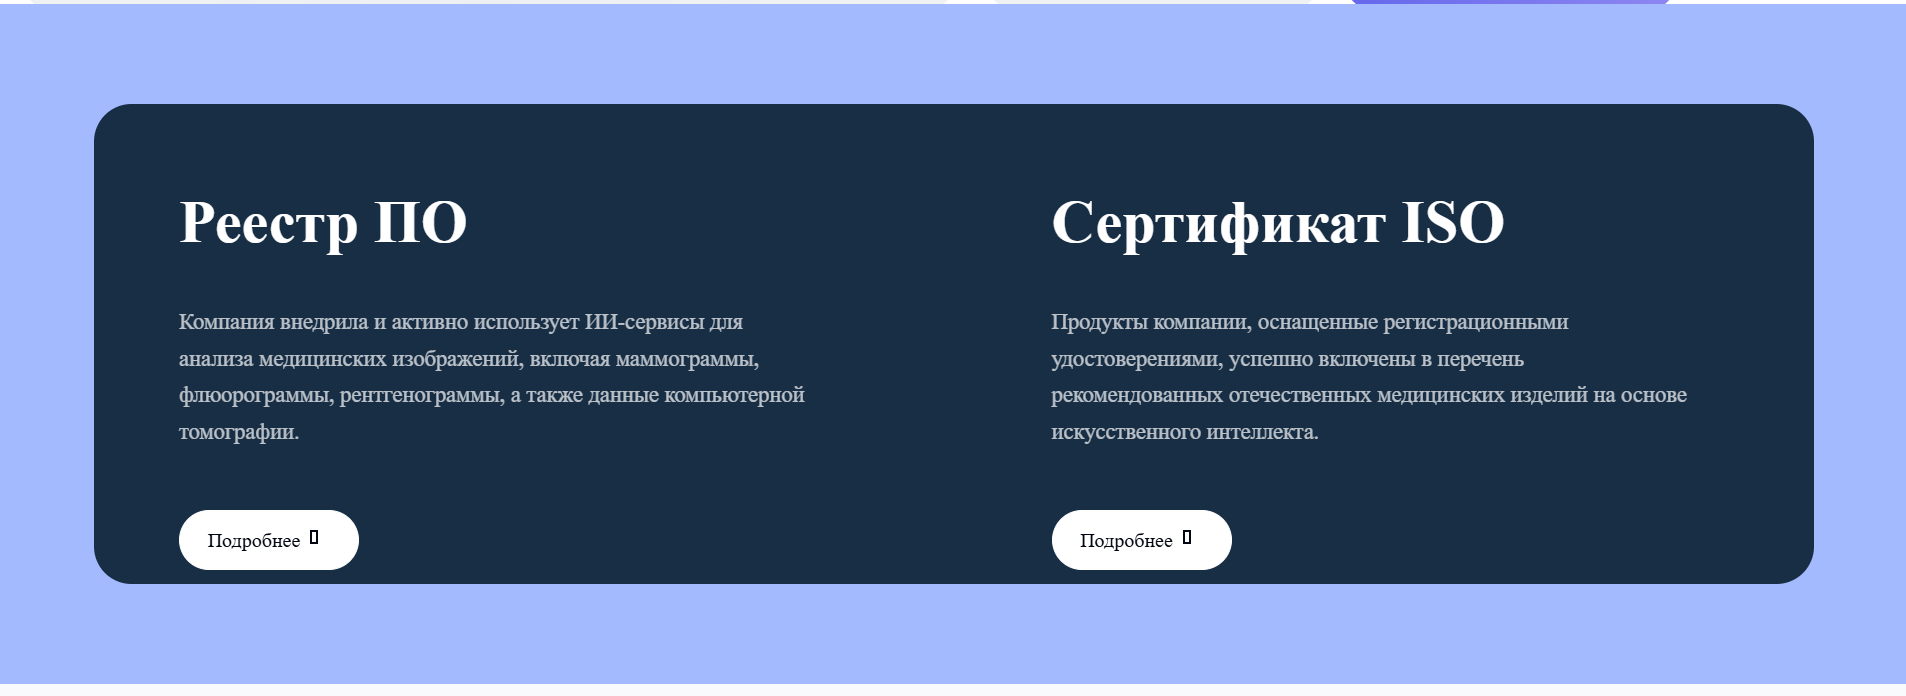 Реестр ПО
Компания внедрила и активно использует ИИ-сервисы для
анализа медицинских изображений, включая маммограммы,
флюорограммы, рентгенограммы, а также данные компьютерной
томографии.
Подробнее
Сертификат ISO
Продукты компании, оснащенные регистрационными
удостоверениями, успешно включены в перечень
рекомендованных отечественных медицинских изделий на основе
искусственного интеллекта.
Подробнее